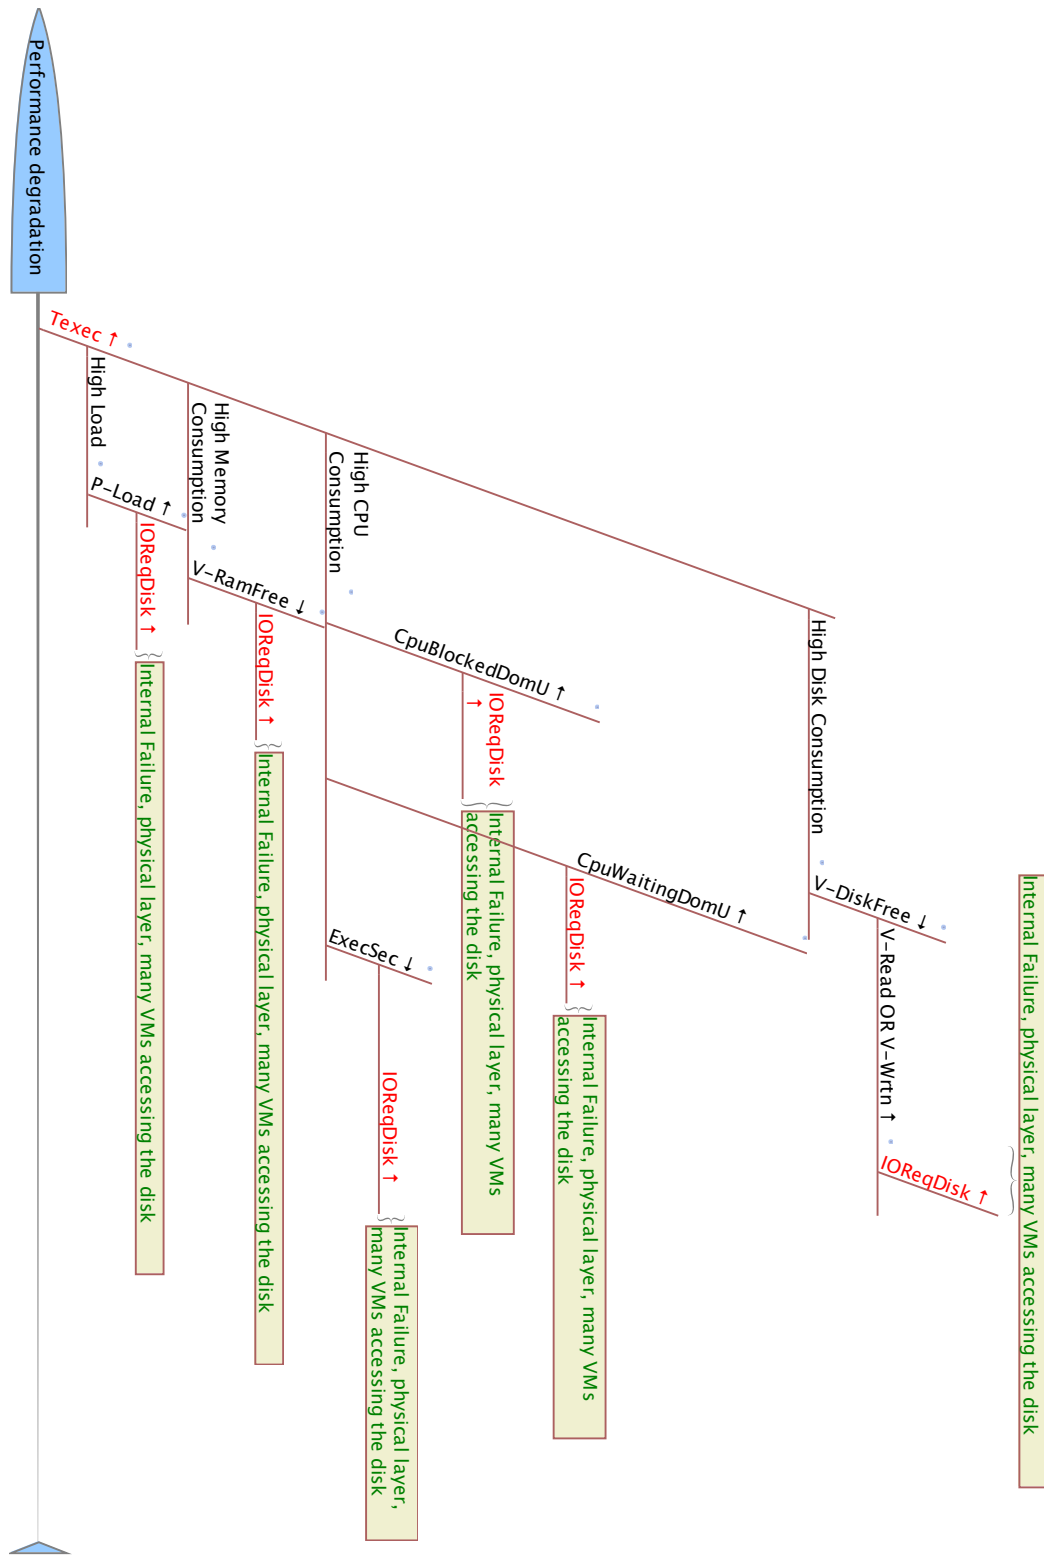 Performance degradation
Texec ↑
High Load
P-Load ↑
IOReqDisk ↑
Internal Failure, physical layer, many VMs accessing the disk
High Memory
Consumption
V-RamFree ↓
IOReqDisk ↑
Internal Failure, physical layer, many VMs accessing the disk
High CPU
Consumption
CpuBlockedDomU ↑
IOReqDisk
↑
Internal Failure, physical layer, many VMs
accessing the disk
CpuWaitingDomU ↑
IOReqDisk ↑
Internal Failure, physical layer, many VMs
accessing the disk
ExecSec ↓
IOReqDisk ↑
Internal Failure, physical layer,
many VMs accessing the disk
High Disk Consumption
V-DiskFree ↓
V-Read OR V-Wrtn ↑
IOReqDisk ↑
Internal Failure, physical layer, many VMs accessing the disk